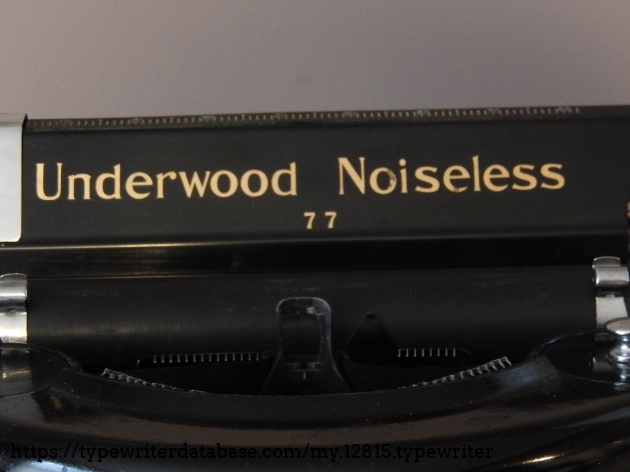 Underwood Noiseless
77
https://typewriterdatabase.com/my.12815.typewriter